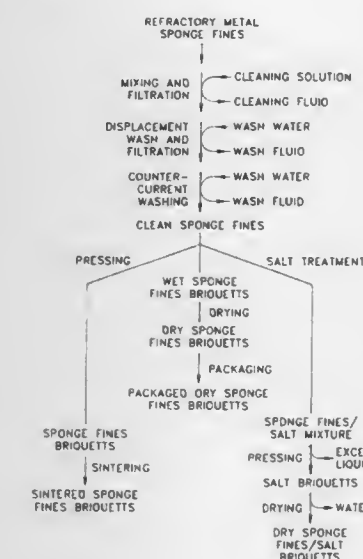 REFRACTORY METAL
SPONGE FINES
MIXING AND
FILTRATION
CLEANING SOLUTION
CLEANING FLUID
DISPLACEMENT
WASH AND
FILTRATION
WASH WATER
WASH FLUID
COUNTER-
CURRENT
WASHING
WASH WATER
WASH FLUID
CLEAN SPONGE FINES
PRESSING
SALT TREATMENT
WET SPONGE
FINES BRIQUETTS
DRYING
DRY SPONGE
FINES BRIQUETTS
PACKAGING
PACKAGED DRY SPONGE
FINES BRIQUETTS
SPONGE FINES
BRIQUETTS
SINTERING
SINTERED SPONGE
FINES BRIQUETTS
SPONGE FINES/
SALT MIXTURE
PRESSING
EXCE
LIQU
SALT BRIQUETTS
DRYING
WATE
DRY SPONGE
FINES/SALT
BRIQUETTS